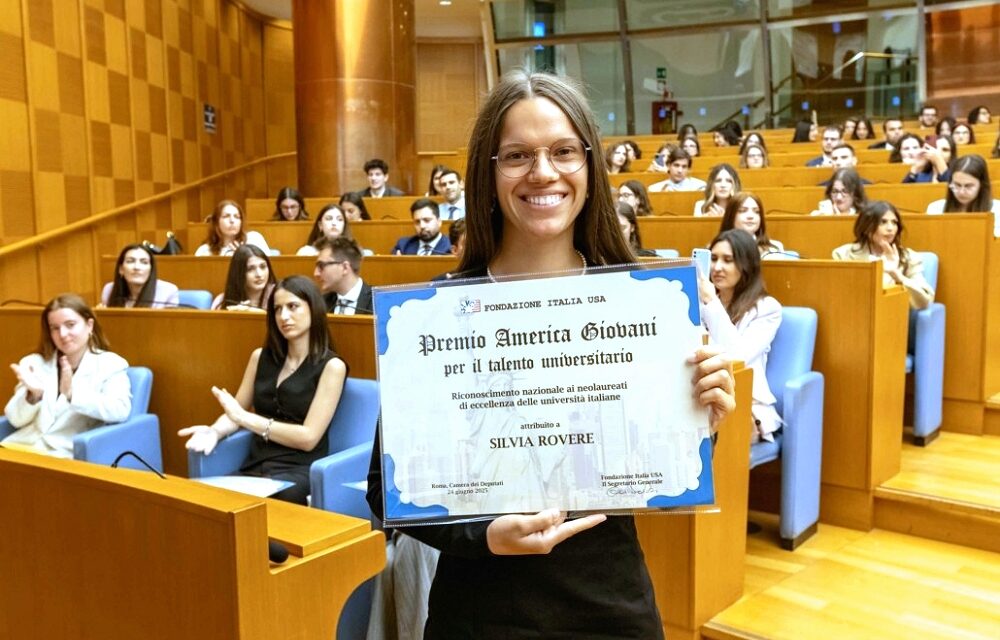 FONDAZIONE ITALIA USA
Premio America Giovani
per il talento universitario
Riconoscimento nazionale ai neolaureati
di eccellenza delle università italiane
attribuito a
SILVIA ROVERE
Roma, Camera dei Deputati
24 giugno 2025
Fondazione Italia USA
Il Segretario Generale